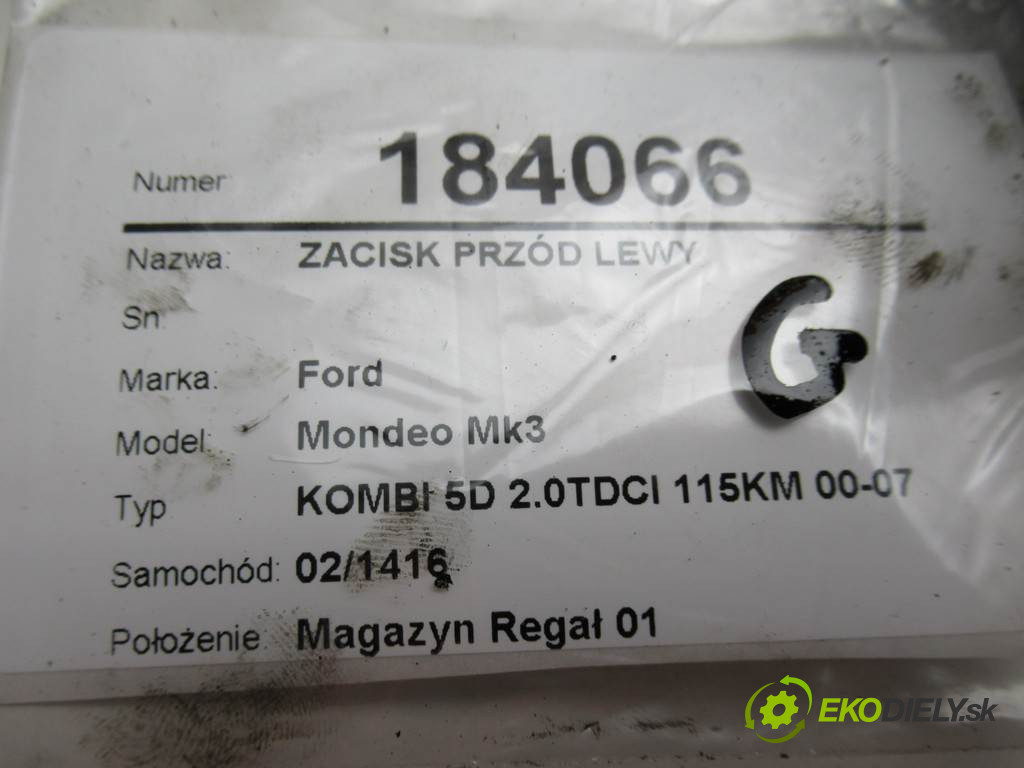 Numer: 184066
Nazwa: ZACISK PRZÓD LEWY
Sn
Marka: Ford
G
Model: Mondeo Mk3
Typ KOMBI 5D 2.0TDCI 115KM 00-07
Samochód: 02/1416
Położenie Magazyn Regał 01
EKODIELY.sk